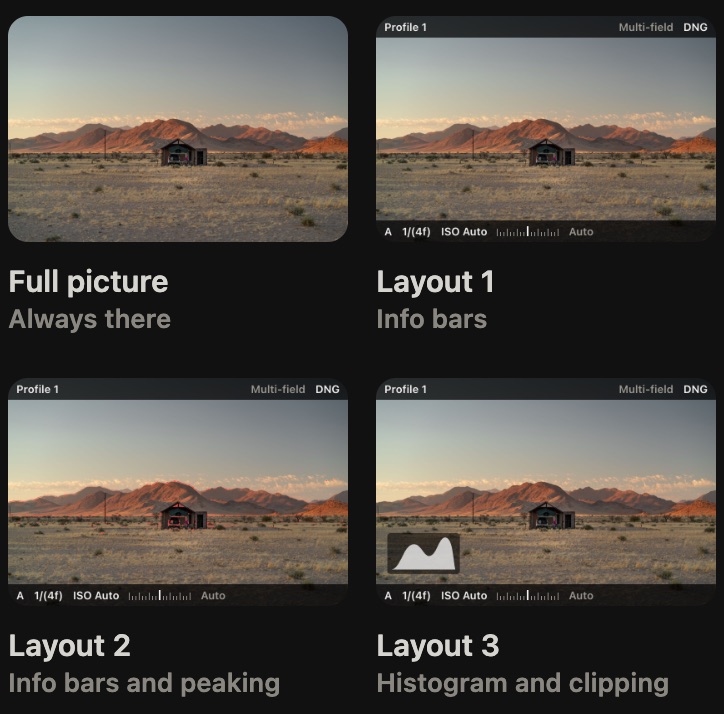 Profile 1 Multi-field DNG
A 1/(4f) ISO Auto Auto
Full picture
Always there
Layout 1
Info bars
Profile 1 Multi-field DNG
Profile 1 Multi-field DNG
A 1/(4f) ISO Auto Auto
A 1/(4f) ISO Auto Auto
Layout 2
Info bars and peaking
Layout 3
Histogram and clipping